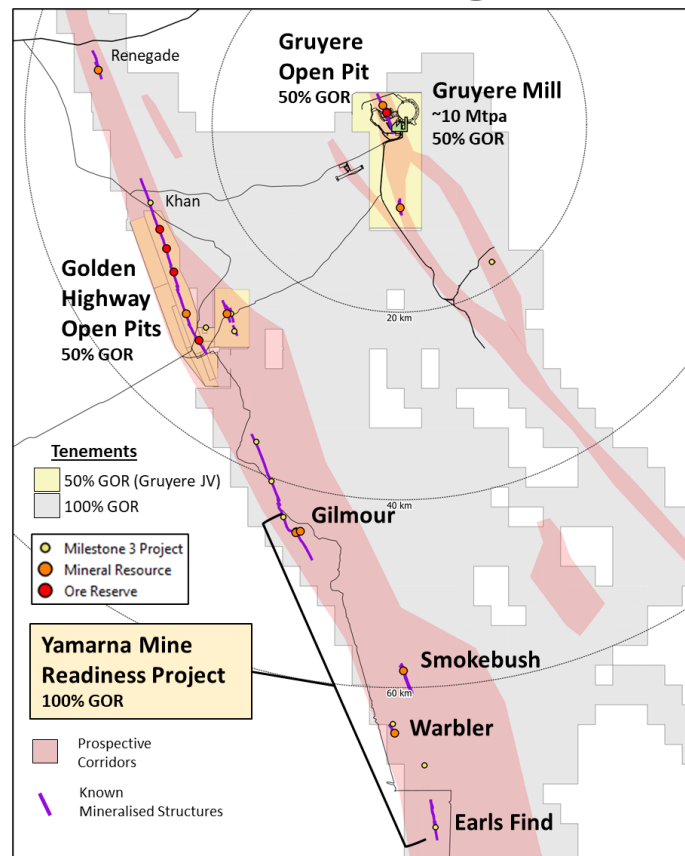 Renegade
Gruyere
Open Pit
50% GOR
Gruyere Mill
~10 Mtpa
50% GOR
Khan
Golden
Highway
Open Pits
50% GOR
20 km
Tenements
50% GOR (Gruyere JV)
100% GOR
40 km
Gilmour
Milestone 3 Project
Mineral Resource
Ore Reserve
Yamarna Mine
Readiness Project
100% GOR
Smokebush
60 km
Warbler
Prospective
Corridors
Known
Mineralised Structures
Earls Find